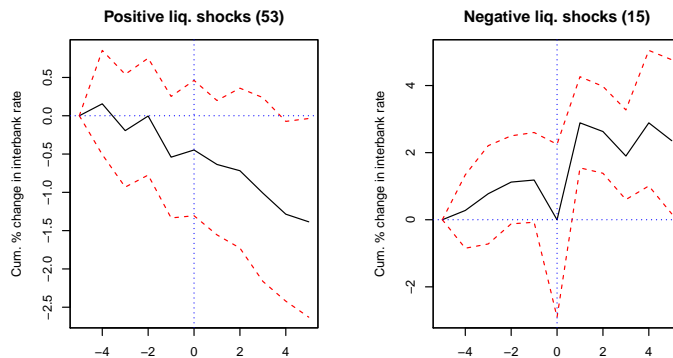 Positive liq. shocks (53)
Cum. % change in interbank rate
0.5
0.0
−0.5
−1.0
−1.5
−2.0
−2.5
−4 −2 0 2 4
Negative liq. shocks (15)
Cum. % change in interbank rate
4
2
0
−2
−4 −2 0 2 4